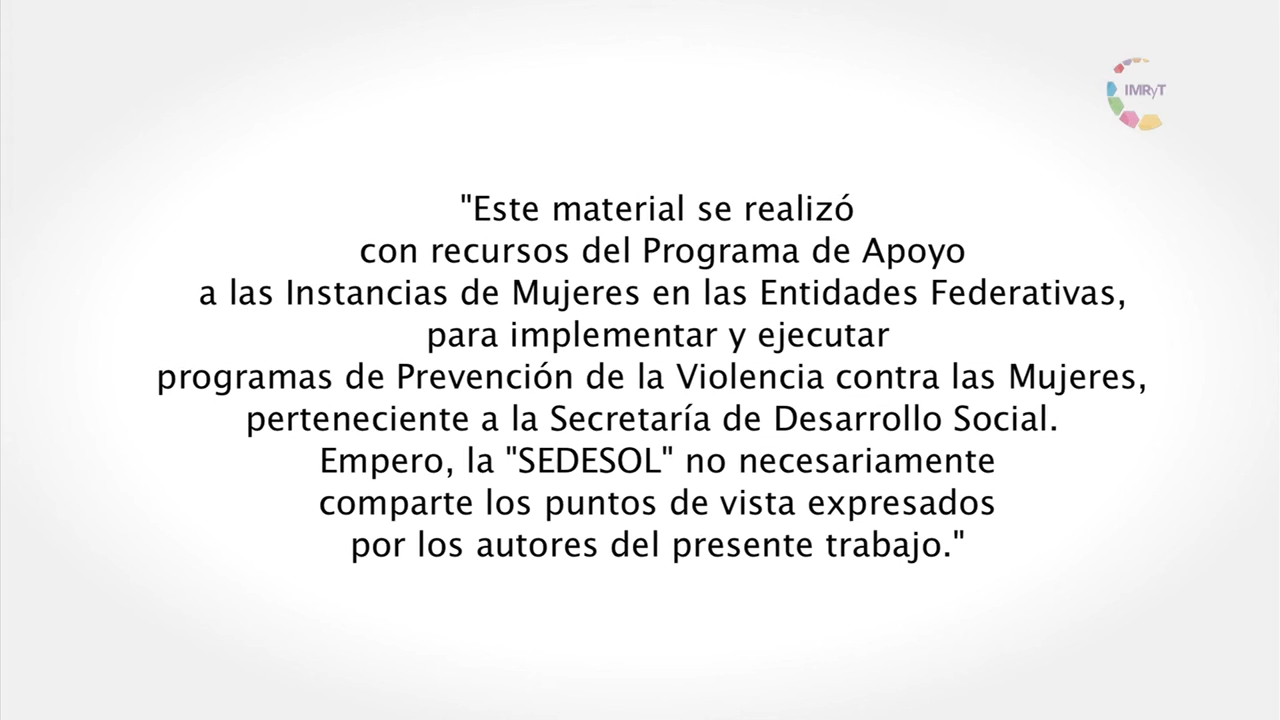 IMRyT
"Este material se realizó
con recursos del Programa de Apoyo
a las Instancias de Mujeres en las Entidades Federativas,
para implementar y ejecutar
programas de Prevención de la Violencia contra las Mujeres,
perteneciente a la Secretaría de Desarrollo Social.
Empero, la "SEDESOL" no necesariamente
comparte los puntos de vista expresados
por los autores del presente trabajo."